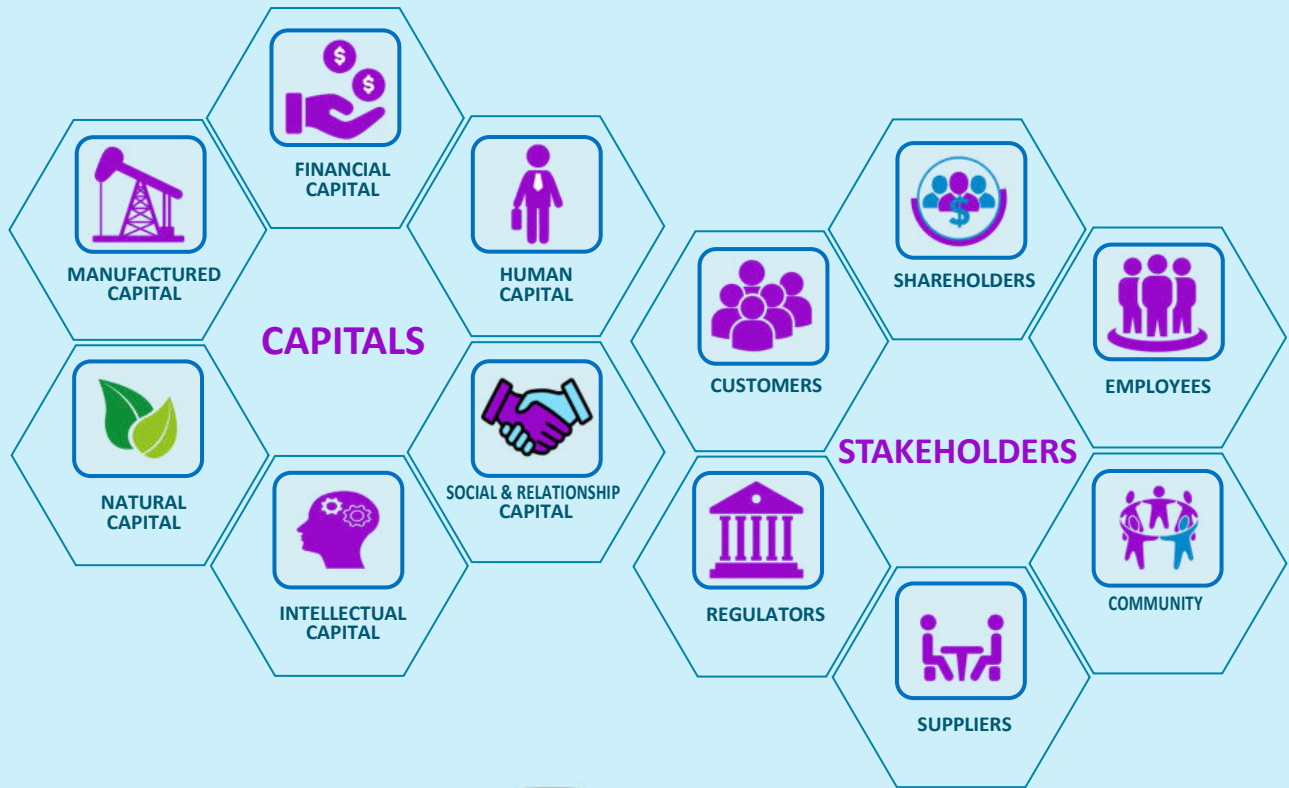 FINANCIAL
CAPITAL
MANUFACTURED
CAPITAL
HUMAN
CAPITAL
CAPITALS
NATURAL
CAPITAL
SOCIAL & RELATIONSHIP
CAPITAL
INTELLECTUAL
CAPITAL
$
$
SHAREHOLDERS
$
CUSTOMERS
EMPLOYEES
STAKEHOLDERS
REGULATORS
COMMUNITY
SUPPLIERS